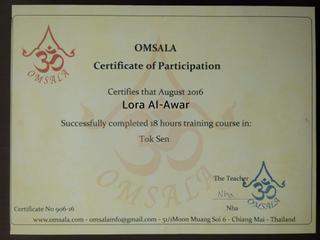 OMSALA
Certificate of Participation
OMSALA
Certifies that August 2016
Lora Al-Awar
Successfully completed 18 hours training course in:
Tok Sen
OMSALA
The Teacher
Nha
OMSALA
Nha
Certificate No 906-16
www.omsala.com - omsalainfo@gmail.com - 51/1Moon Muang Soi 6 - Chiang Mai - Thailand